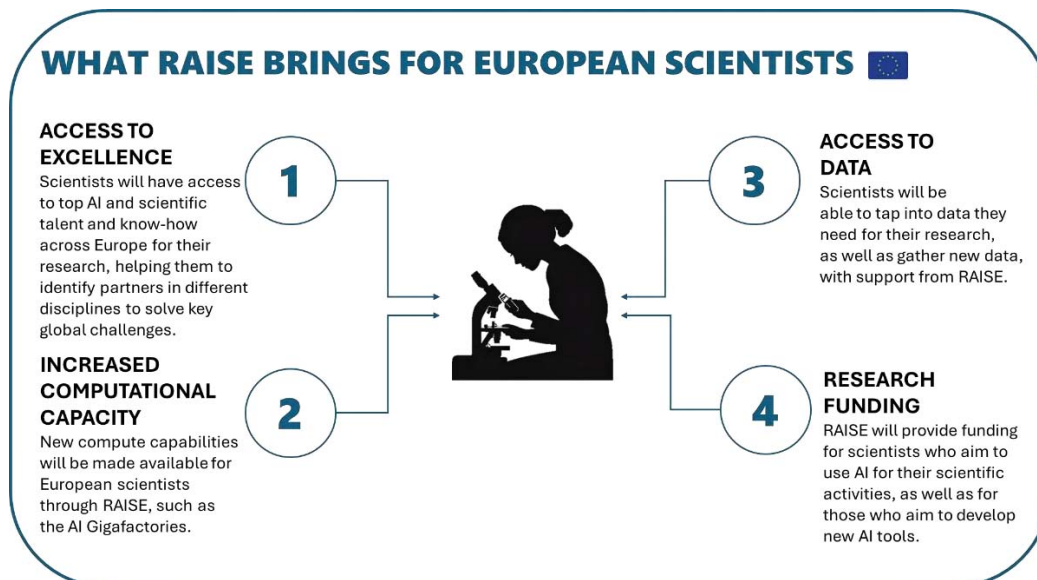 WHAT RAISE BRINGS FOR EUROPEAN SCIENTISTS
ACCESS TO
EXCELLENCE
Scientists will have access
to top AI and scientific
talent and know-how
across Europe for their
research, helping them to
identify partners in different
disciplines to solve key
global challenges.
1
INCREASED
COMPUTATIONAL
CAPACITY
New compute capabilities
will be made available for
European scientists
through RAISE, such as
the AI Gigafactories.
2
3
ACCESS TO
DATA
Scientists will be
able to tap into data they
need for their research,
as well as gather new data,
with support from RAISE.
4
RESEARCH
FUNDING
RAISE will provide funding
for scientists who aim to
use AI for their scientific
activities, as well as for
those who aim to develop
new AI tools.